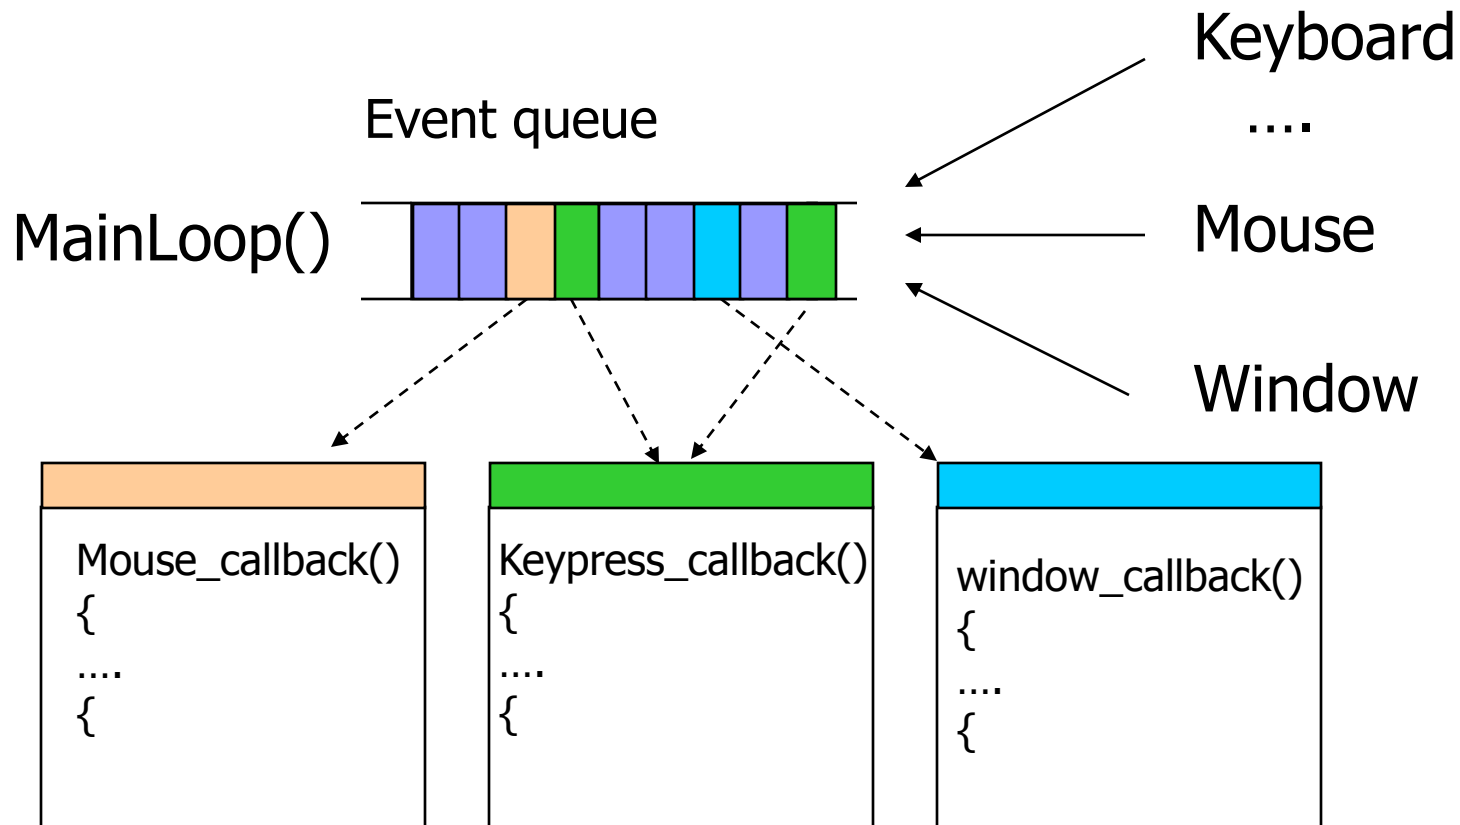 Keyboard
....
Event queue
MainLoop()
Mouse
Window
Mouse_callback()
{
....
{
Keypress_callback()
{
....
{
window_callback()
{
....
{